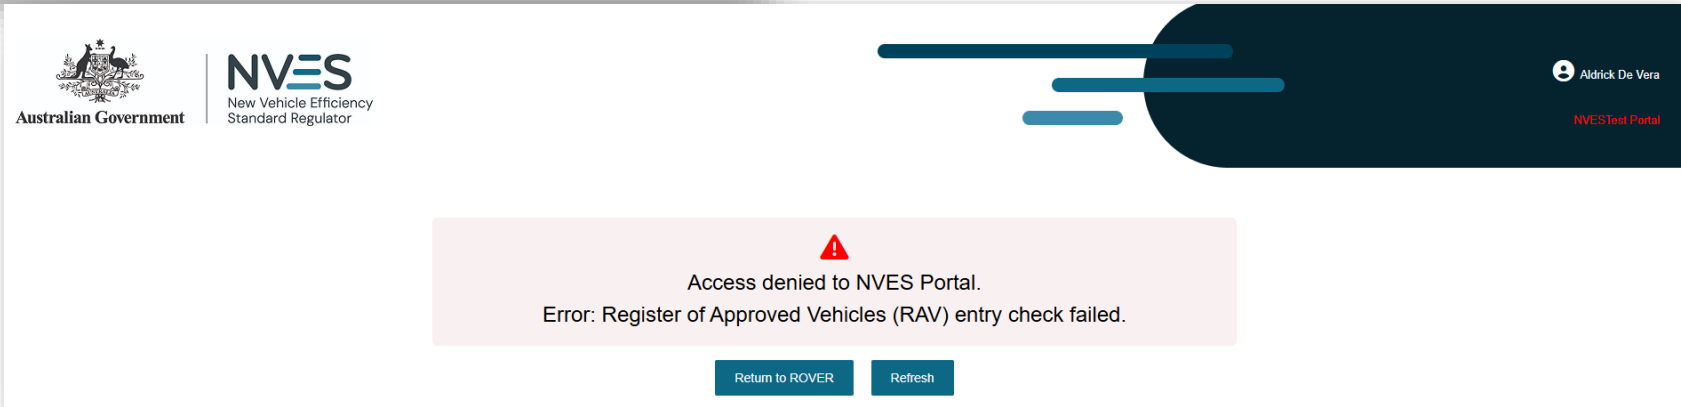 Australian Government
NVES
New Vehicle Efficiency
Standard Regulator
Aldrick De Vera
NVESTest Portal
Access denied to NVES Portal.
Error: Register of Approved Vehicles (RAV) entry check failed.
Return to ROVER
Refresh